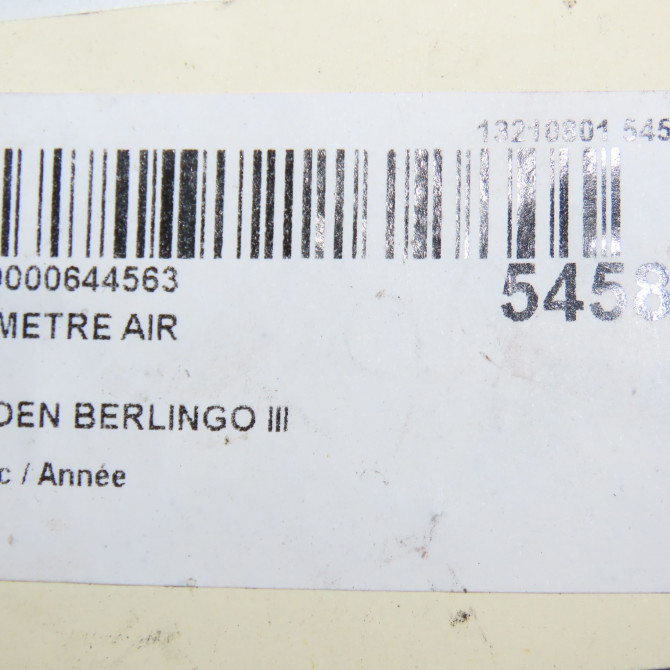 13210801 545
0000644563
5458
METRE AIR
DEN BERLINGO III
c / Année